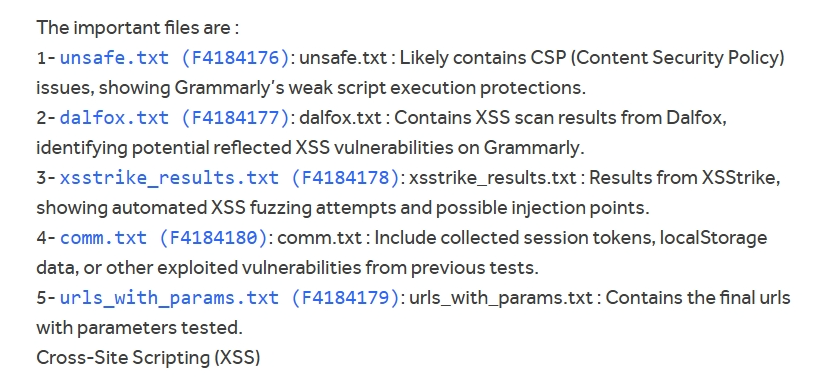 The important files are :
1- unsafe.txt (F4184176): unsafe.txt : Likely contains CSP (Content Security Policy)
issues, showing Grammarly's weak script execution protections.
2- dalfox.txt (F4184177): dalfox.txt : Contains XSS scan results from Dalfox,
identifying potential reflected XSS vulnerabilities on Grammarly.
3- xsstrike_results.txt (F4184178): xsstrike_results.txt : Results from XSStrike,
showing automated XSS fuzzing attempts and possible injection points.
4- comm.txt (F4184180): comm.txt : Include collected session tokens, localStorage
data, or other exploited vulnerabilities from previous tests.
5- urls_with_params.txt (F4184179): urls_with_params.txt : Contains the final urls
with parameters tested.
Cross-Site Scripting (XSS)